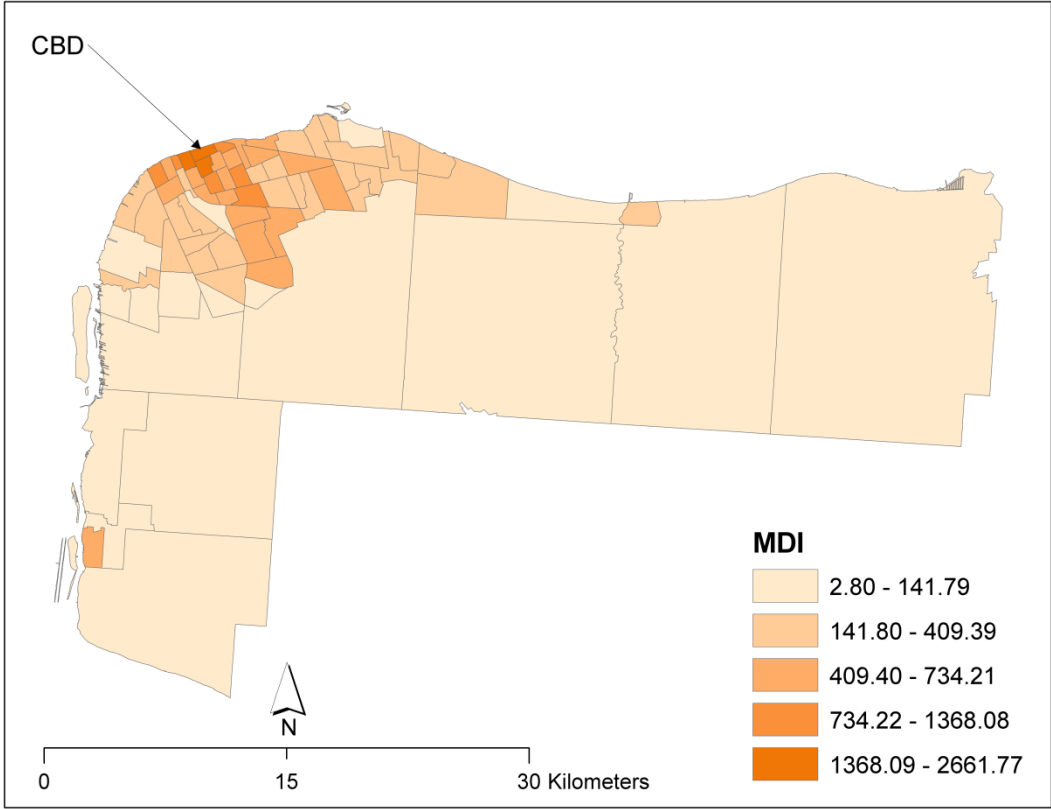 CBD
MDI
2.80 - 141.79
141.80 - 409.39
409.40 - 734.21
734.22 - 1368.08
1368.09 - 2661.77
N
0 15 30 Kilometers